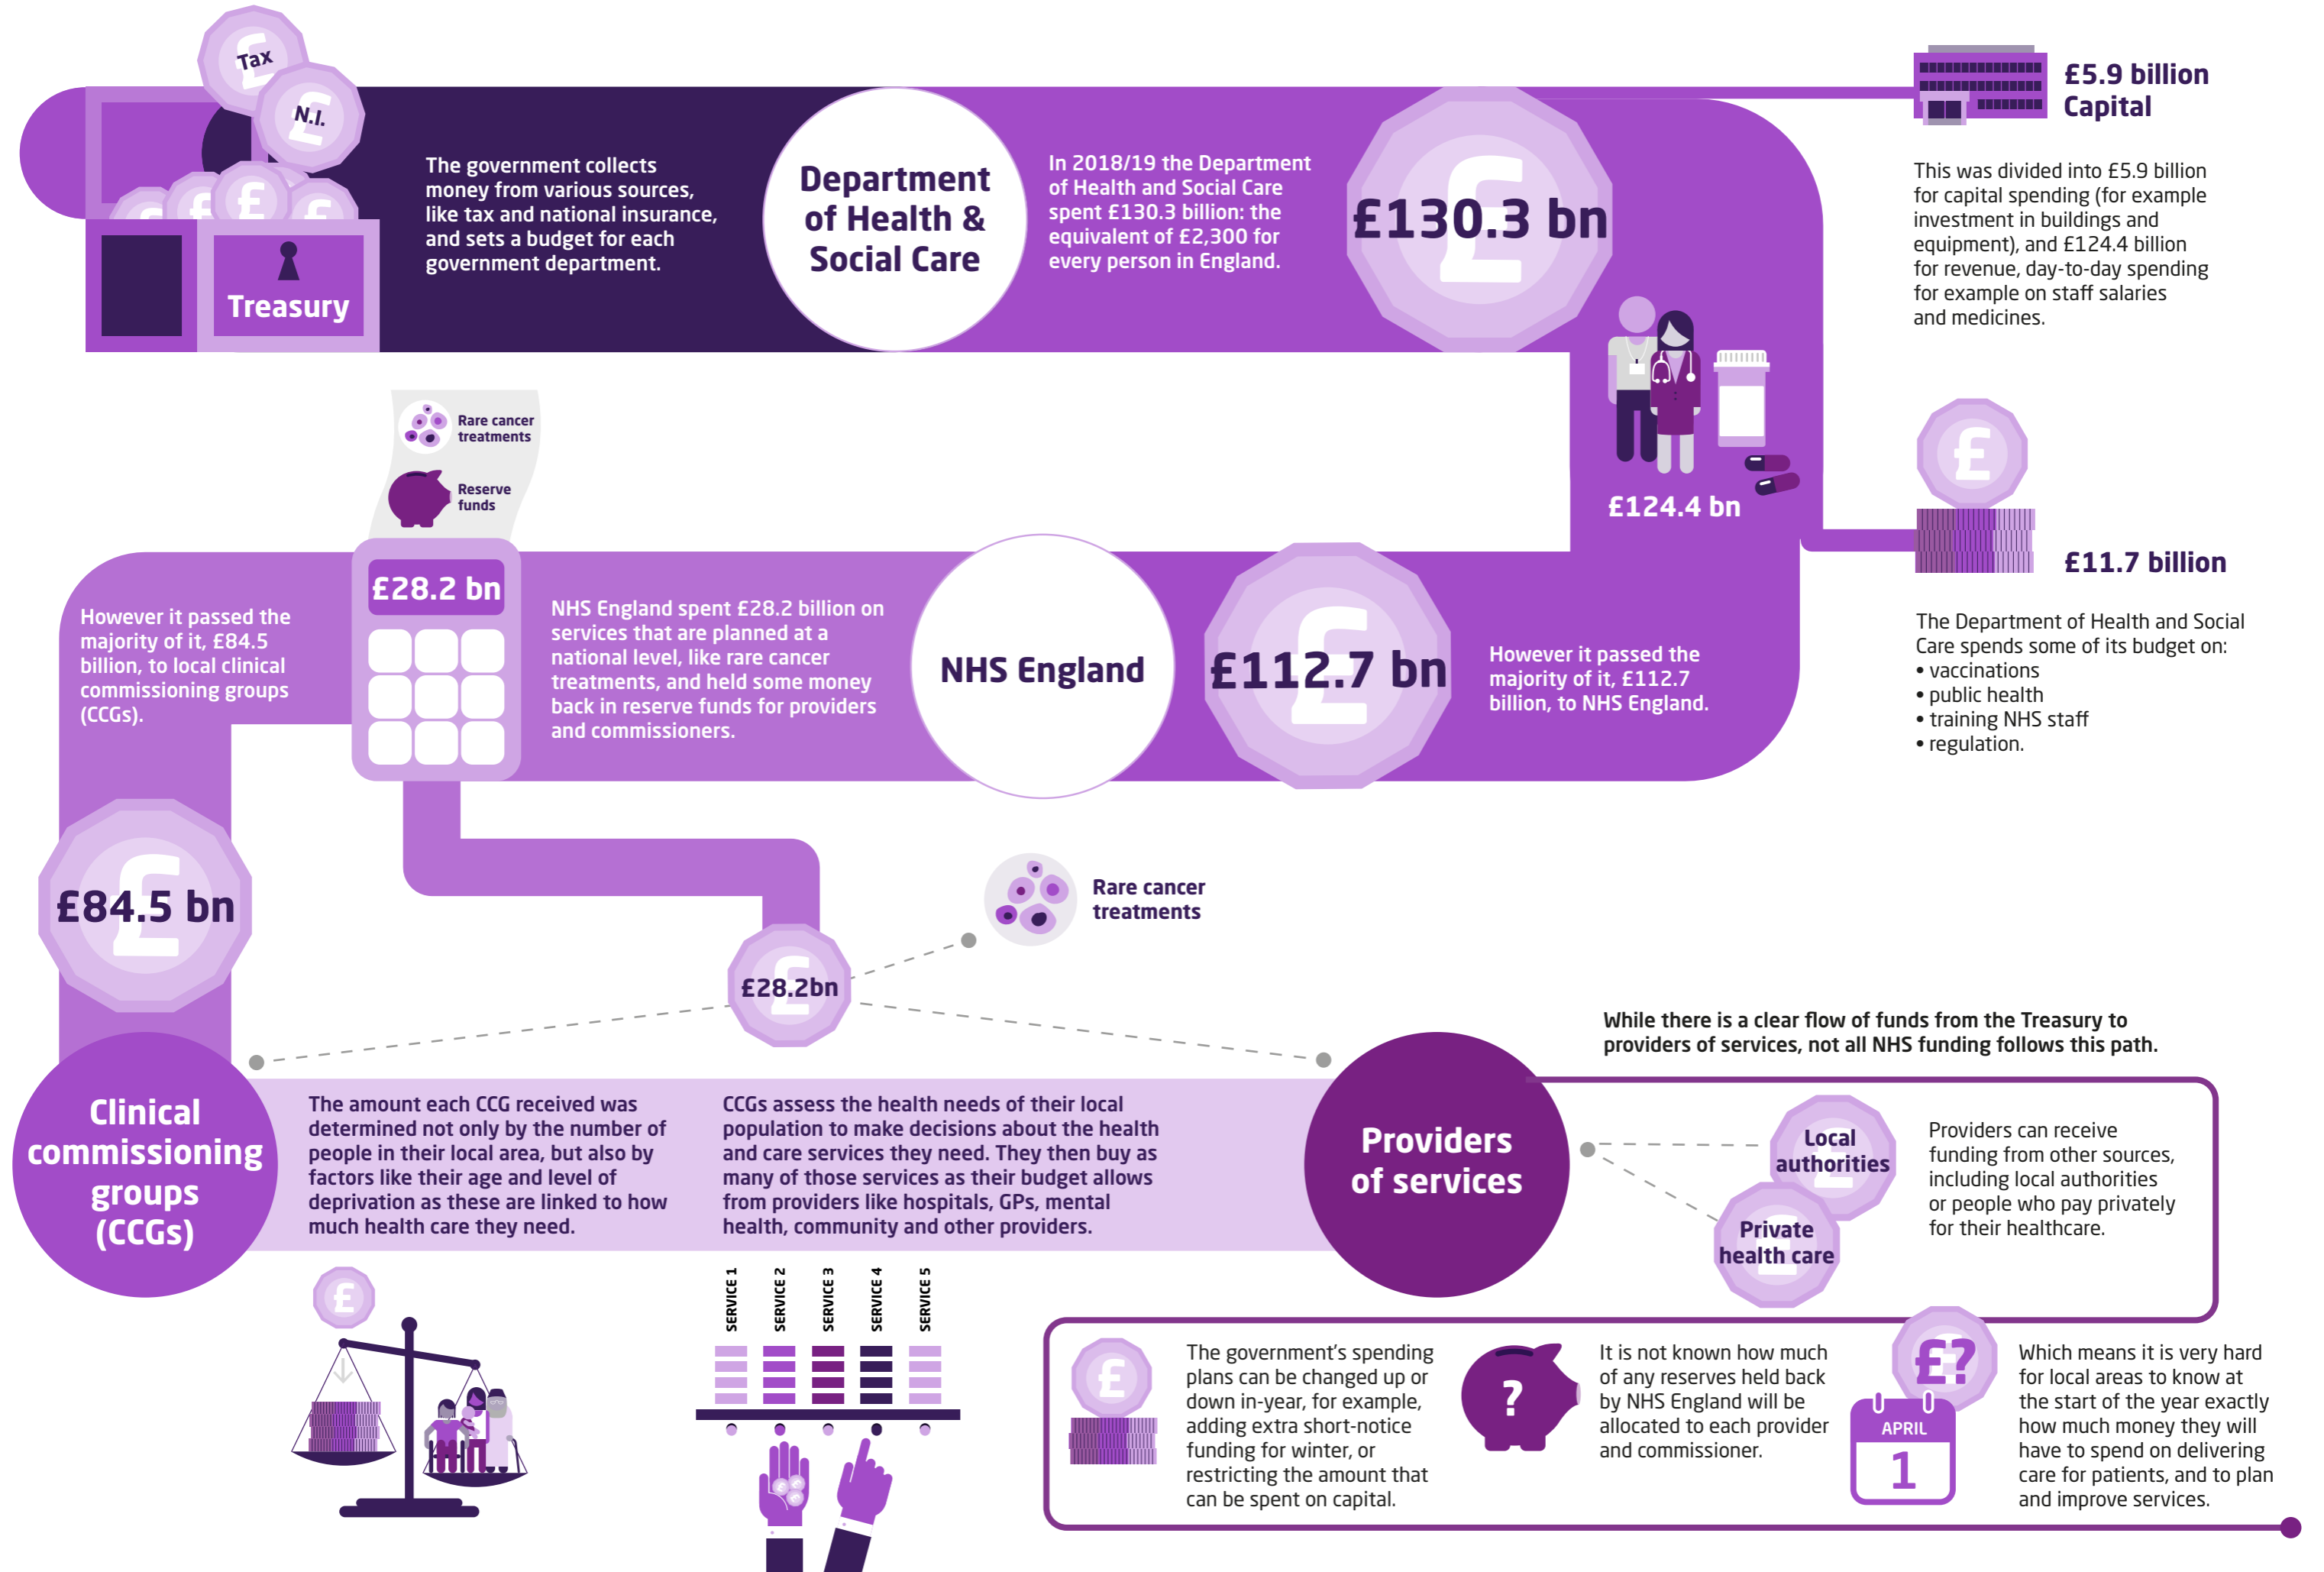 Tax
N.I.
Treasury
The government collects
money from various sources,
like tax and national insurance,
and sets a budget for each
government department.
Department
of Health &
Social Care
In 2018/19 the Department
of Health and Social Care
spent £130.3 billion: the
equivalent of £2,300 for
every person in England.
£130.3 bn
£5.9 billion
Capital
This was divided into £5.9 billion
for capital spending (for example
investment in buildings and
equipment), and £124.4 billion
for revenue, day-to-day spending
for example on staff salaries
and medicines.
£124.4 bn
£11.7 billion
The Department of Health and Social
Care spends some of its budget on:
• vaccinations
• public health
• training NHS staff
• regulation.
However it passed the
majority of it, £112.7
billion, to NHS England.
£112.7 bn
NHS England
NHS England spent £28.2 billion on
services that are planned at a
national level, like rare cancer
treatments, and held some money
back in reserve funds for providers
and commissioners.
Rare cancer
treatments
Reserve
funds
£28.2 bn
However it passed the
majority of it, £84.5
billion, to local clinical
commissioning groups
(CCGs).
£84.5 bn
£28.2bn
Rare cancer
treatments
Clinical
commissioning
groups
(CCGs)
The amount each CCG received was
determined not only by the number of
people in their local area, but also by
factors like their age and level of
deprivation as these are linked to how
much health care they need.
CCGs assess the health needs of their local
population to make decisions about the health
and care services they need. They then buy as
many of those services as their budget allows
from providers like hospitals, GPs, mental
health, community and other providers.
SERVICE 1
SERVICE 2
SERVICE 3
SERVICE 4
SERVICE 5
Providers
of services
While there is a clear flow of funds from the Treasury to
providers of services, not all NHS funding follows this path.
Local
authorities
Private
health care
Providers can receive
funding from other sources,
including local authorities
or people who pay privately
for their healthcare.
The government's spending
plans can be changed up or
down in-year, for example,
adding extra short-notice
funding for winter, or
restricting the amount that
can be spent on capital.
?
It is not known how much
of any reserves held back
by NHS England will be
allocated to each provider
and commissioner.
£?
APRIL
1
Which means it is very hard
for local areas to know at
the start of the year exactly
how much money they will
have to spend on delivering
care for patients, and to plan
and improve services.